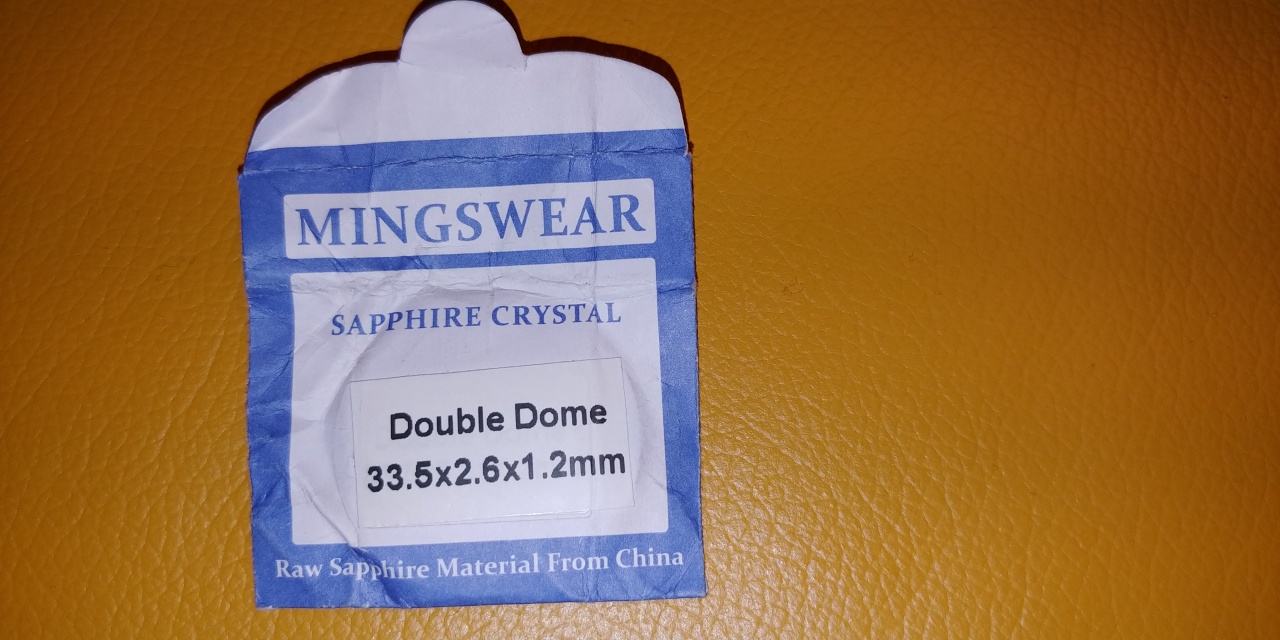 MINGSWEAR
SAPPHIRE CRYSTAL
Double Dome
33.5x2.6x1.2mm
Raw Sapphire Material From China